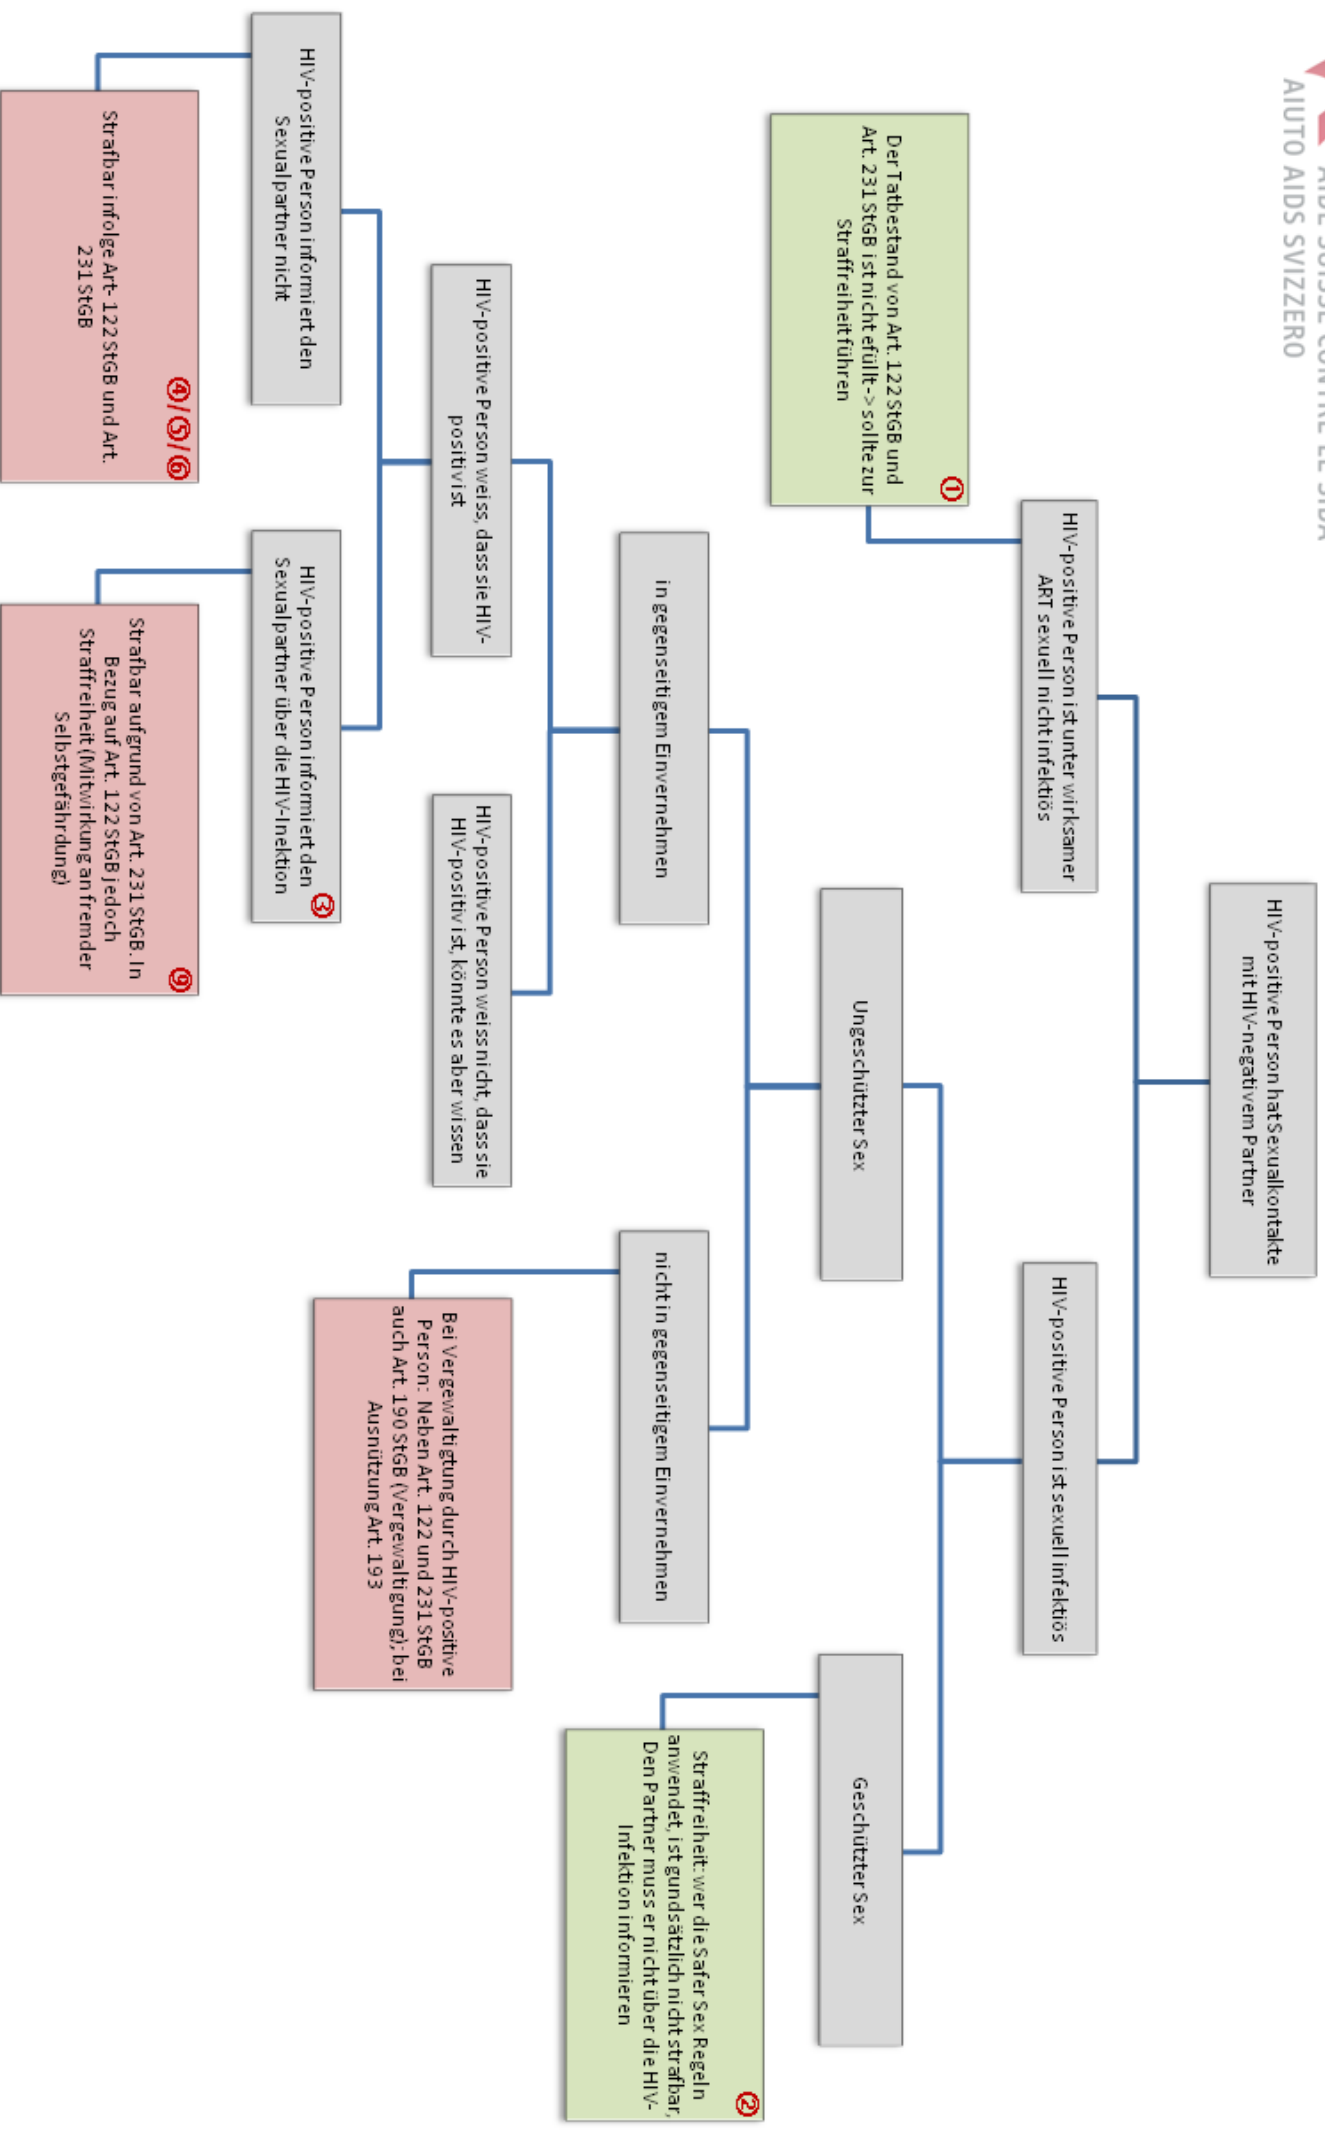 AIDE SUISSE CONTRE LE SIDA
AIUTO AIDS SVIZZERO
HIV-positive Person hat Sexualkontakte
mit HIV-negativem Partner
HIV-positive Person ist unter wirksamer
ART sexuell nicht infektiös
HIV-positive Person ist sexuell infektiös
①
Der Tatbestand von Art. 122 StGB und
Art. 231 StGB ist nicht efüllt-> sollte zur
Straffreiheit führen
Ungeschützter Sex
Geschützter Sex
②
Straffreiheit: wer die Safer Sex Regeln
anwendet, ist gundsätzlich nicht strafbar,
Den Partner muss er nicht über die HIV-
Infektion informieren
in gegenseitigem Einvernehmen
nicht in gegenseitigem Einvernehmen
HIV-positive Person weiss, dass sie HIV-
positiv ist
HIV-positive Person weiss nicht, dass sie
HIV-positiv ist, könnte es aber wissen
Bei Vergewaltigtung durch HIV-positive
Person: Neben Art. 122 und 231 StGB
auch Art. 190 StGB (Vergewaltigung); bei
Ausnützung Art. 193
HIV-positive Person informiert den
Sexualpartner nicht
③
HIV-positive Person informiert den
Sexualpartner über die HIV-Inektion
④/⑤/⑥
Strafbar infolge Art- 122 StGB und Art.
231 StGB
⑨
Strafbar aufgrund von Art. 231 StGB. In
Bezug auf Art. 122 StGB jedoch
Straffreiheit (Mitwirkung an fremder
Selbstgefährdung)